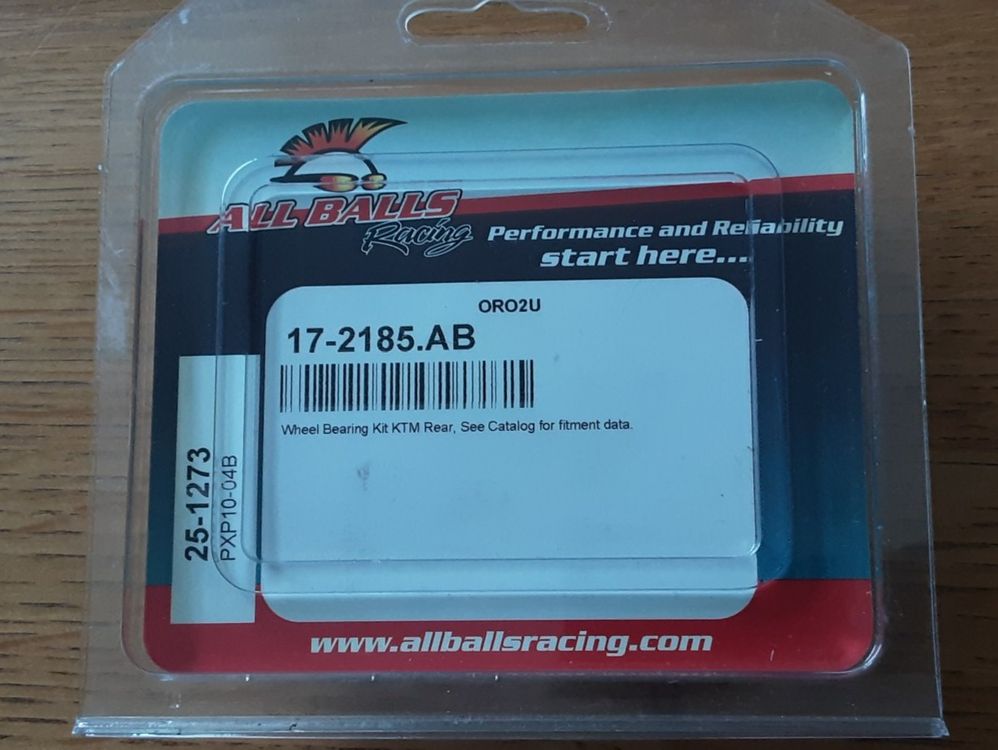 ALL BALLS
Racing
Performance and Reliability
start here...
ORO2U
17-2185.AB
Wheel Bearing Kit KTM Rear, See Catalog for fitment data.
25-1273
PXP10-04B
www.allballsracing.com